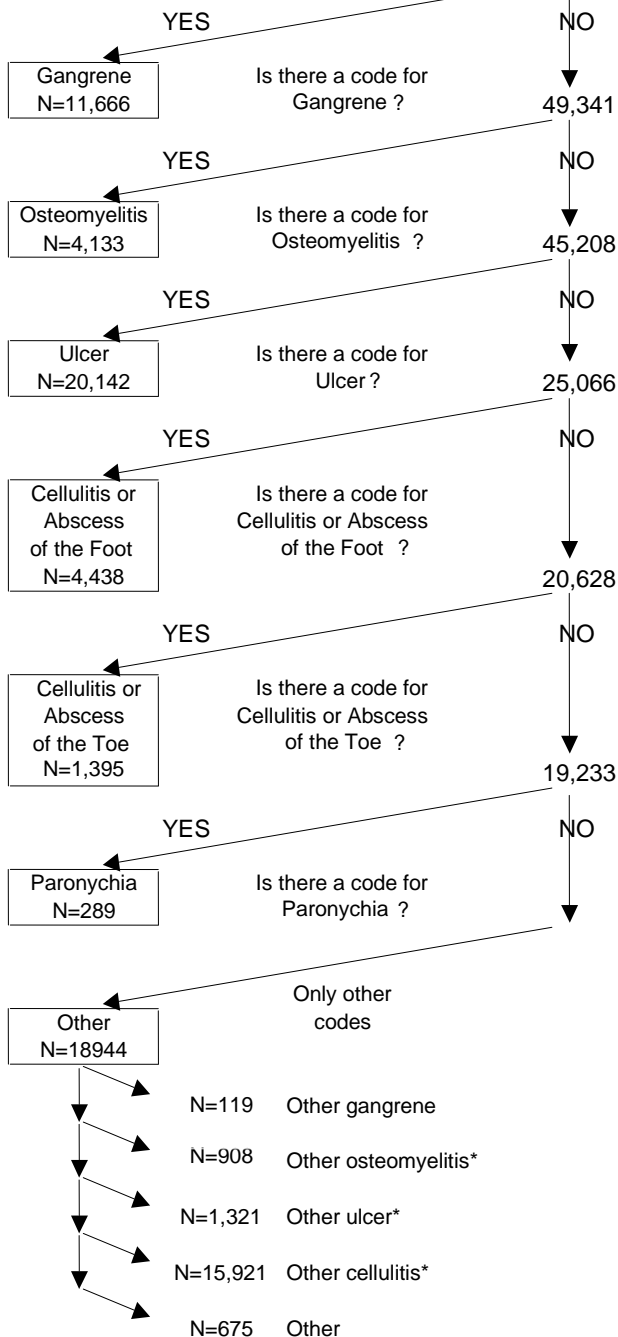 YES
NO
Gangrene
N=11,666
Is there a code for
Gangrene ?
49,341
YES
NO
Osteomyelitis
N=4,133
Is there a code for
Osteomyelitis ?
45,208
YES
NO
Ulcer
N=20,142
Is there a code for
Ulcer ?
25,066
YES
NO
Cellulitis or
Abscess
of the Foot
N=4,438
Is there a code for
Cellulitis or Abscess
of the Foot ?
20,628
YES
NO
Cellulitis or
Abscess
of the Toe
N=1,395
Is there a code for
Cellulitis or Abscess
of the Toe ?
19,233
YES
NO
Paronychia
N=289
Is there a code for
Paronychia ?
Only other
codes
Other
N=18944
N=119 Other gangrene
N=908 Other osteomyelitis*
N=1,321 Other ulcer*
N=15,921 Other cellulitis*
N=675 Other